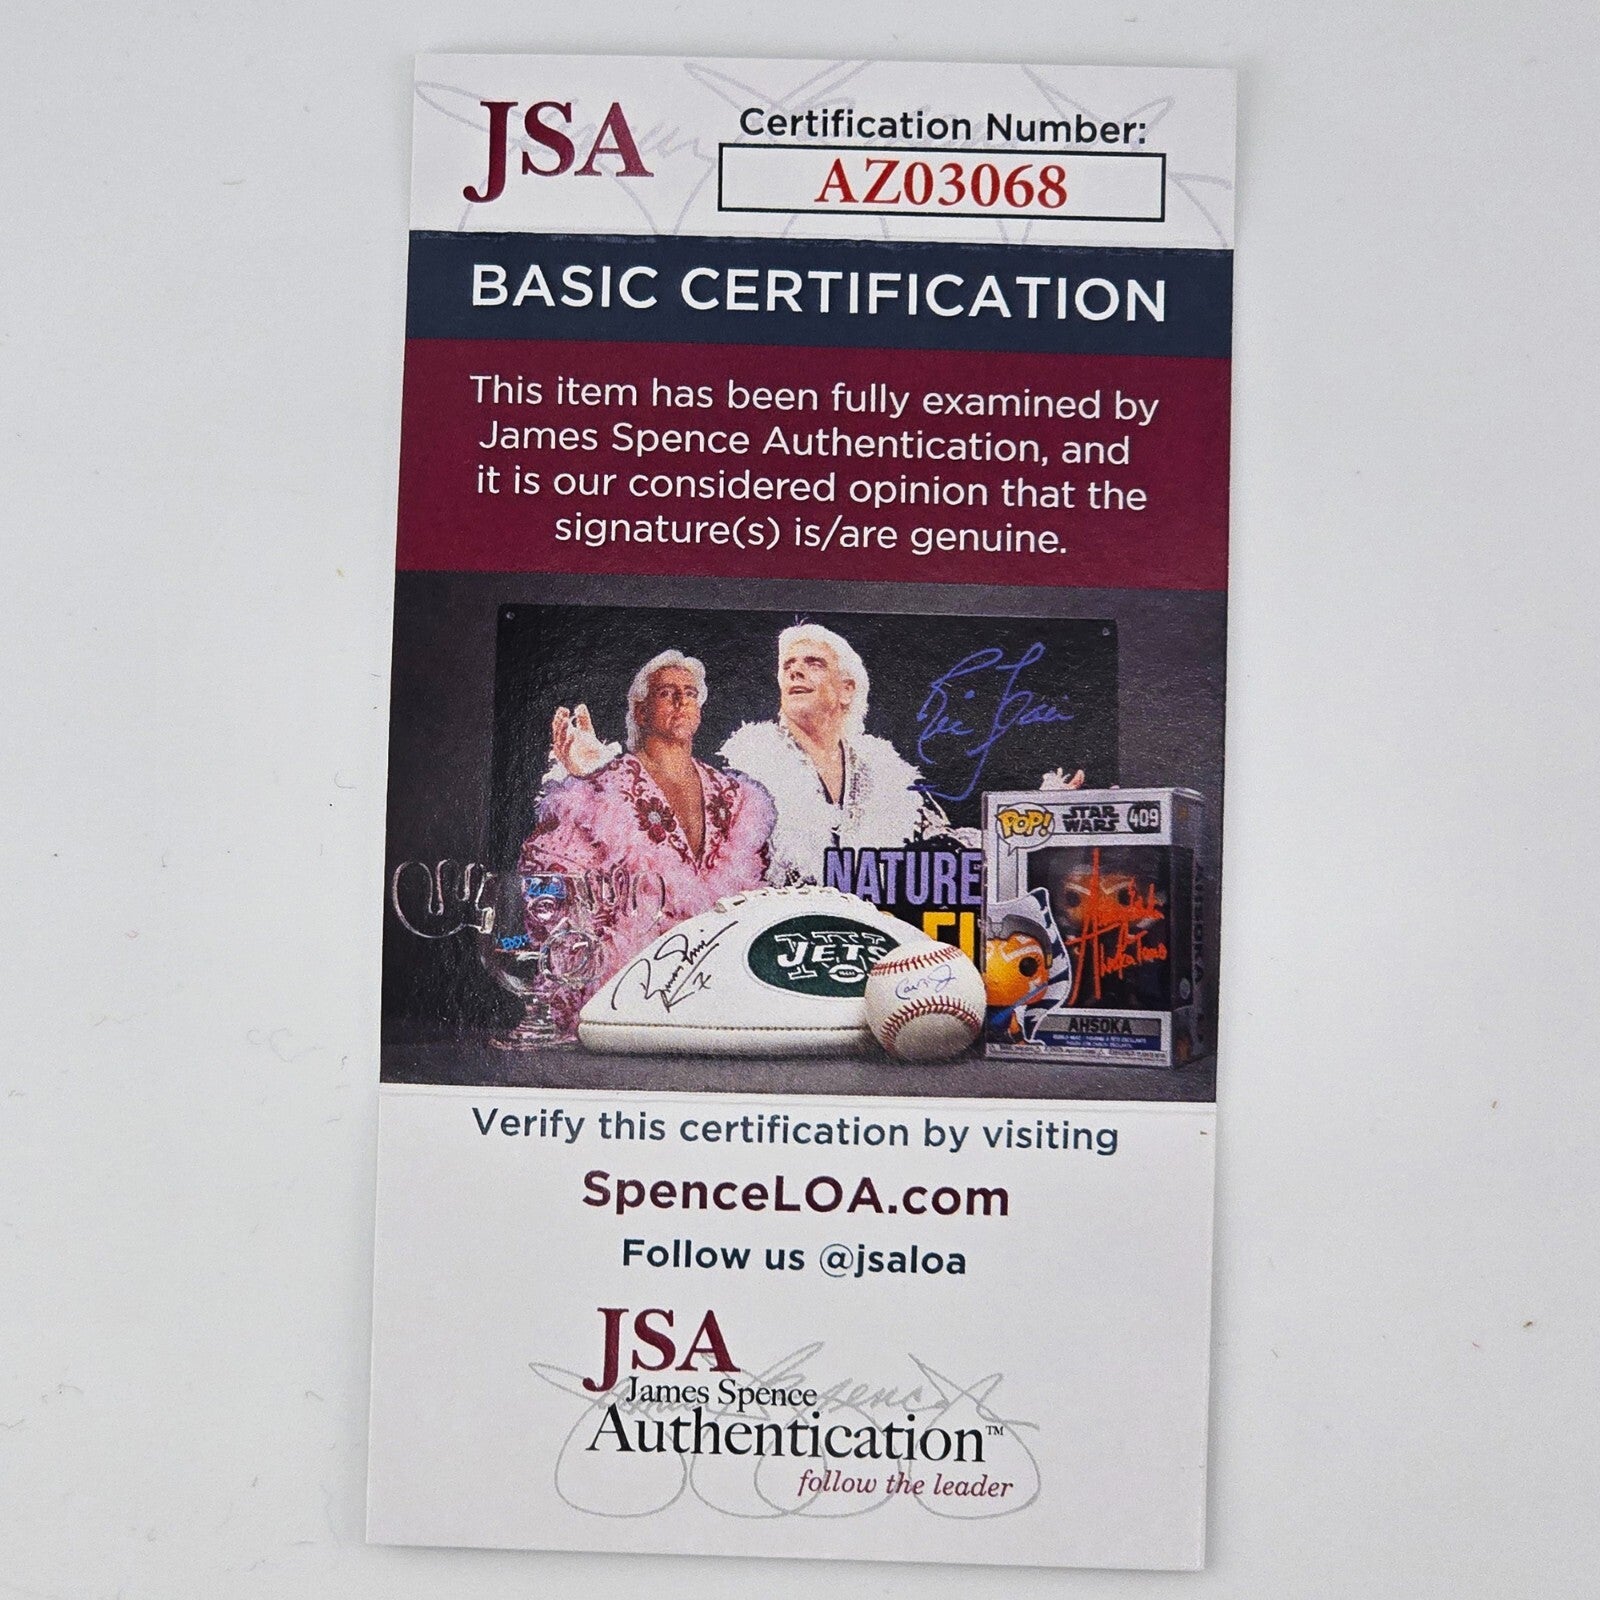 JSA
Certification Number:
AZ03068
BASIC CERTIFICATION
This item has been fully examined by
James Spence Authentication, and
it is our considered opinion that the
signature(s) is/are genuine.
POP!
STAR
WARS
409
NATURE
JETS
AHSOKA
Verify this certification by visiting
SpenceLOA.com
Follow us @jsaloa
JSA
James Spence
Authentication™
follow the leader